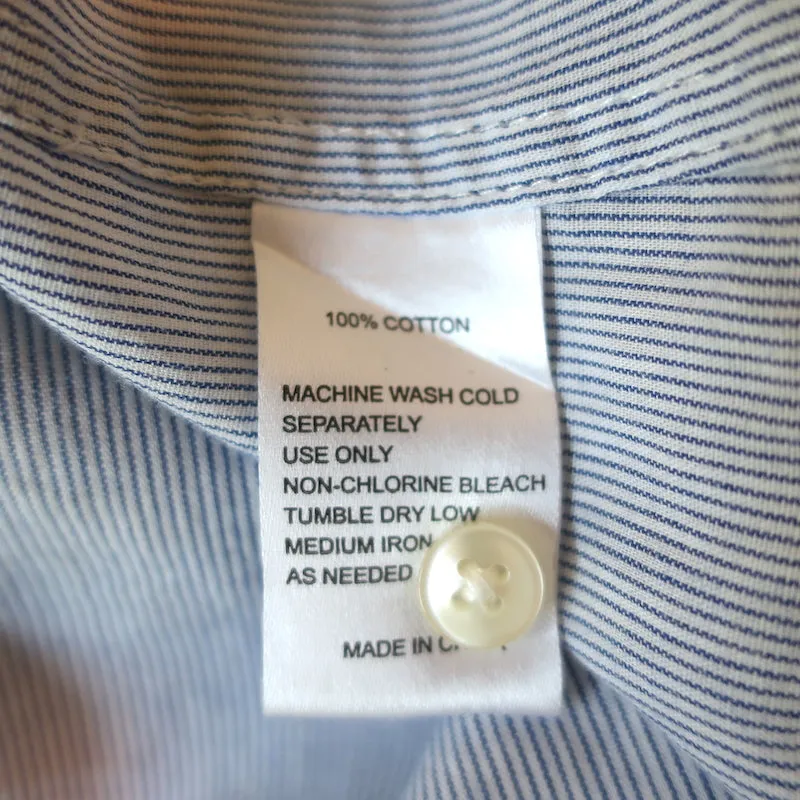 100% COTTON
MACHINE WASH COLD
SEPARATELY
USE ONLY
NON-CHLORINE BLEACH
TUMBLE DRY LOW
MEDIUM IRON
AS NEEDED
MADE IN